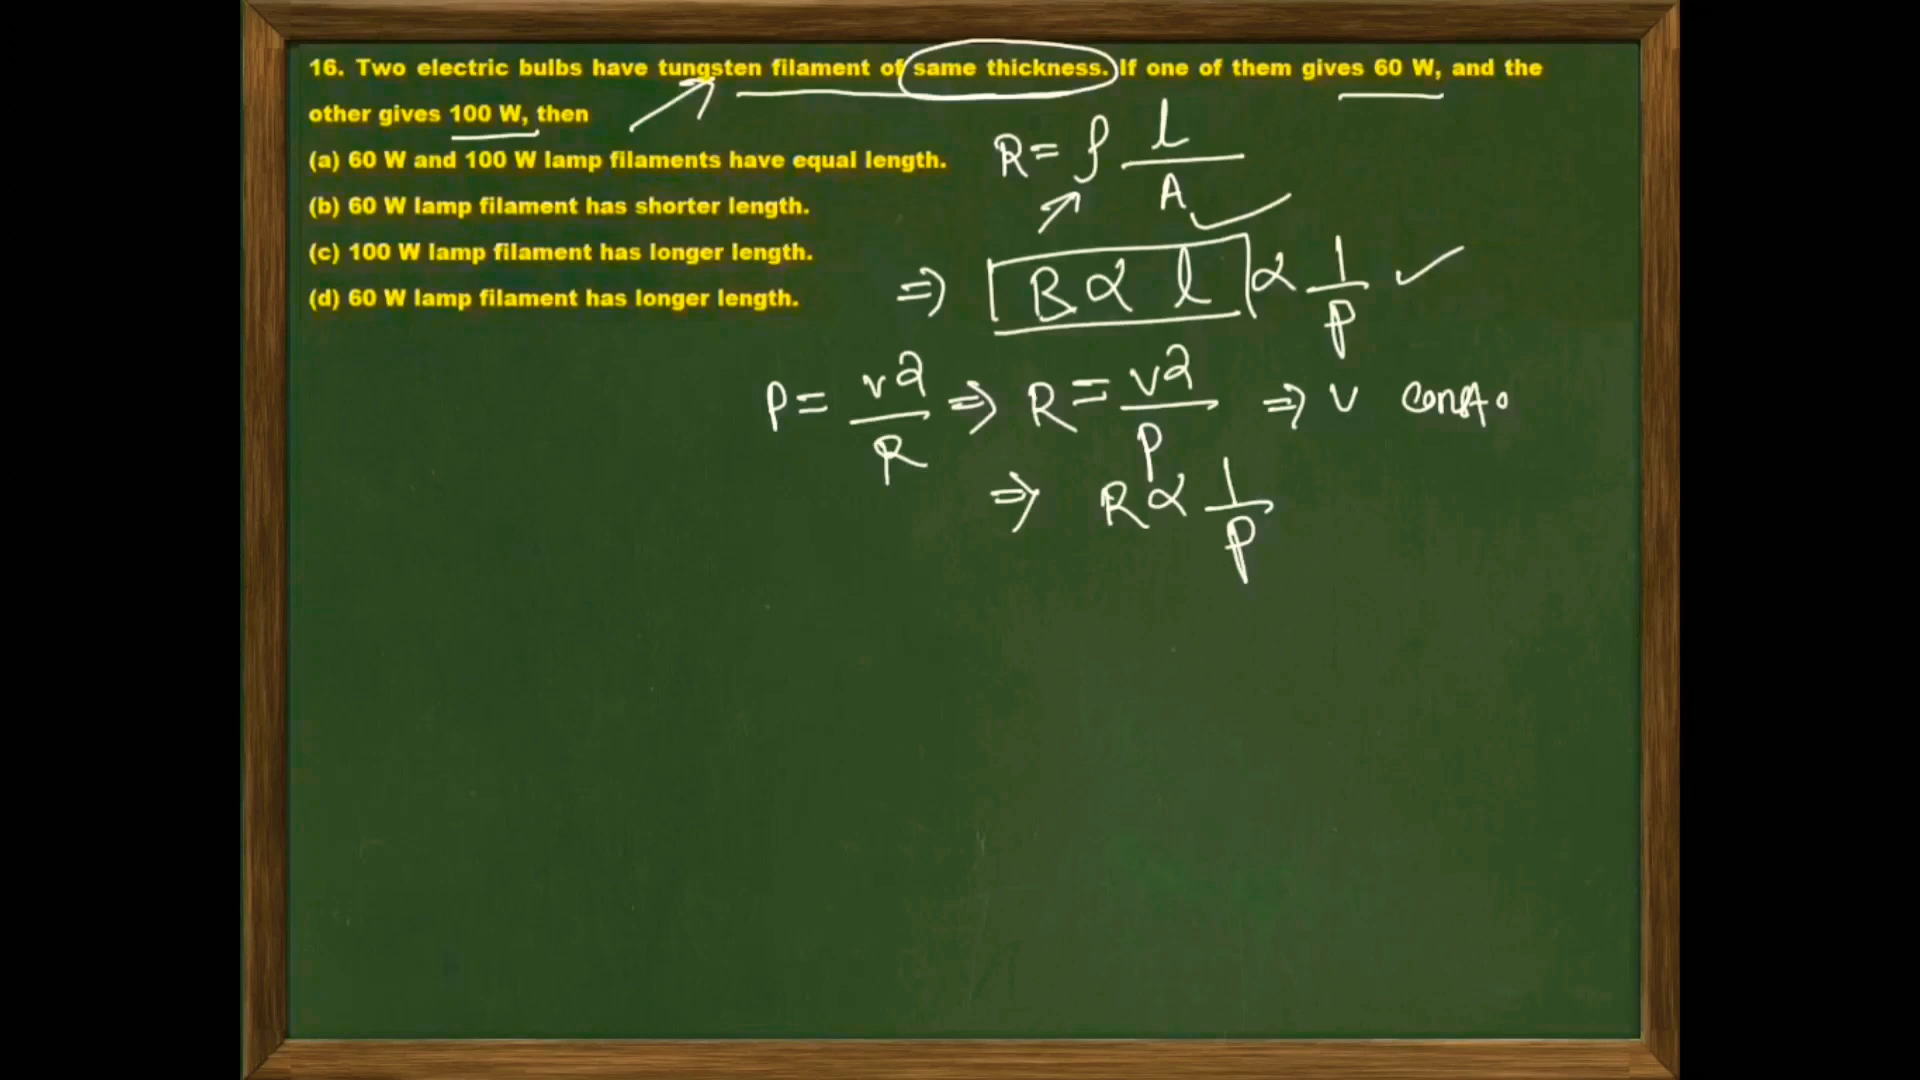 16. Two electric bulbs have tungsten filament of same thickness. If one of them gives 60 W, and the
other gives 100 W, then
(a) 60 W and 100 W lamp filaments have equal length.
(b) 60 W lamp filament has shorter length.
(c) 100 W lamp filament has longer length.
(d) 60 W lamp filament has longer length.
R = ρ l/A
⇒ R ∝ l ∝ 1/P
P = v2/R ⇒ R = v2/P ⇒ v const.
⇒ R ∝ 1/P